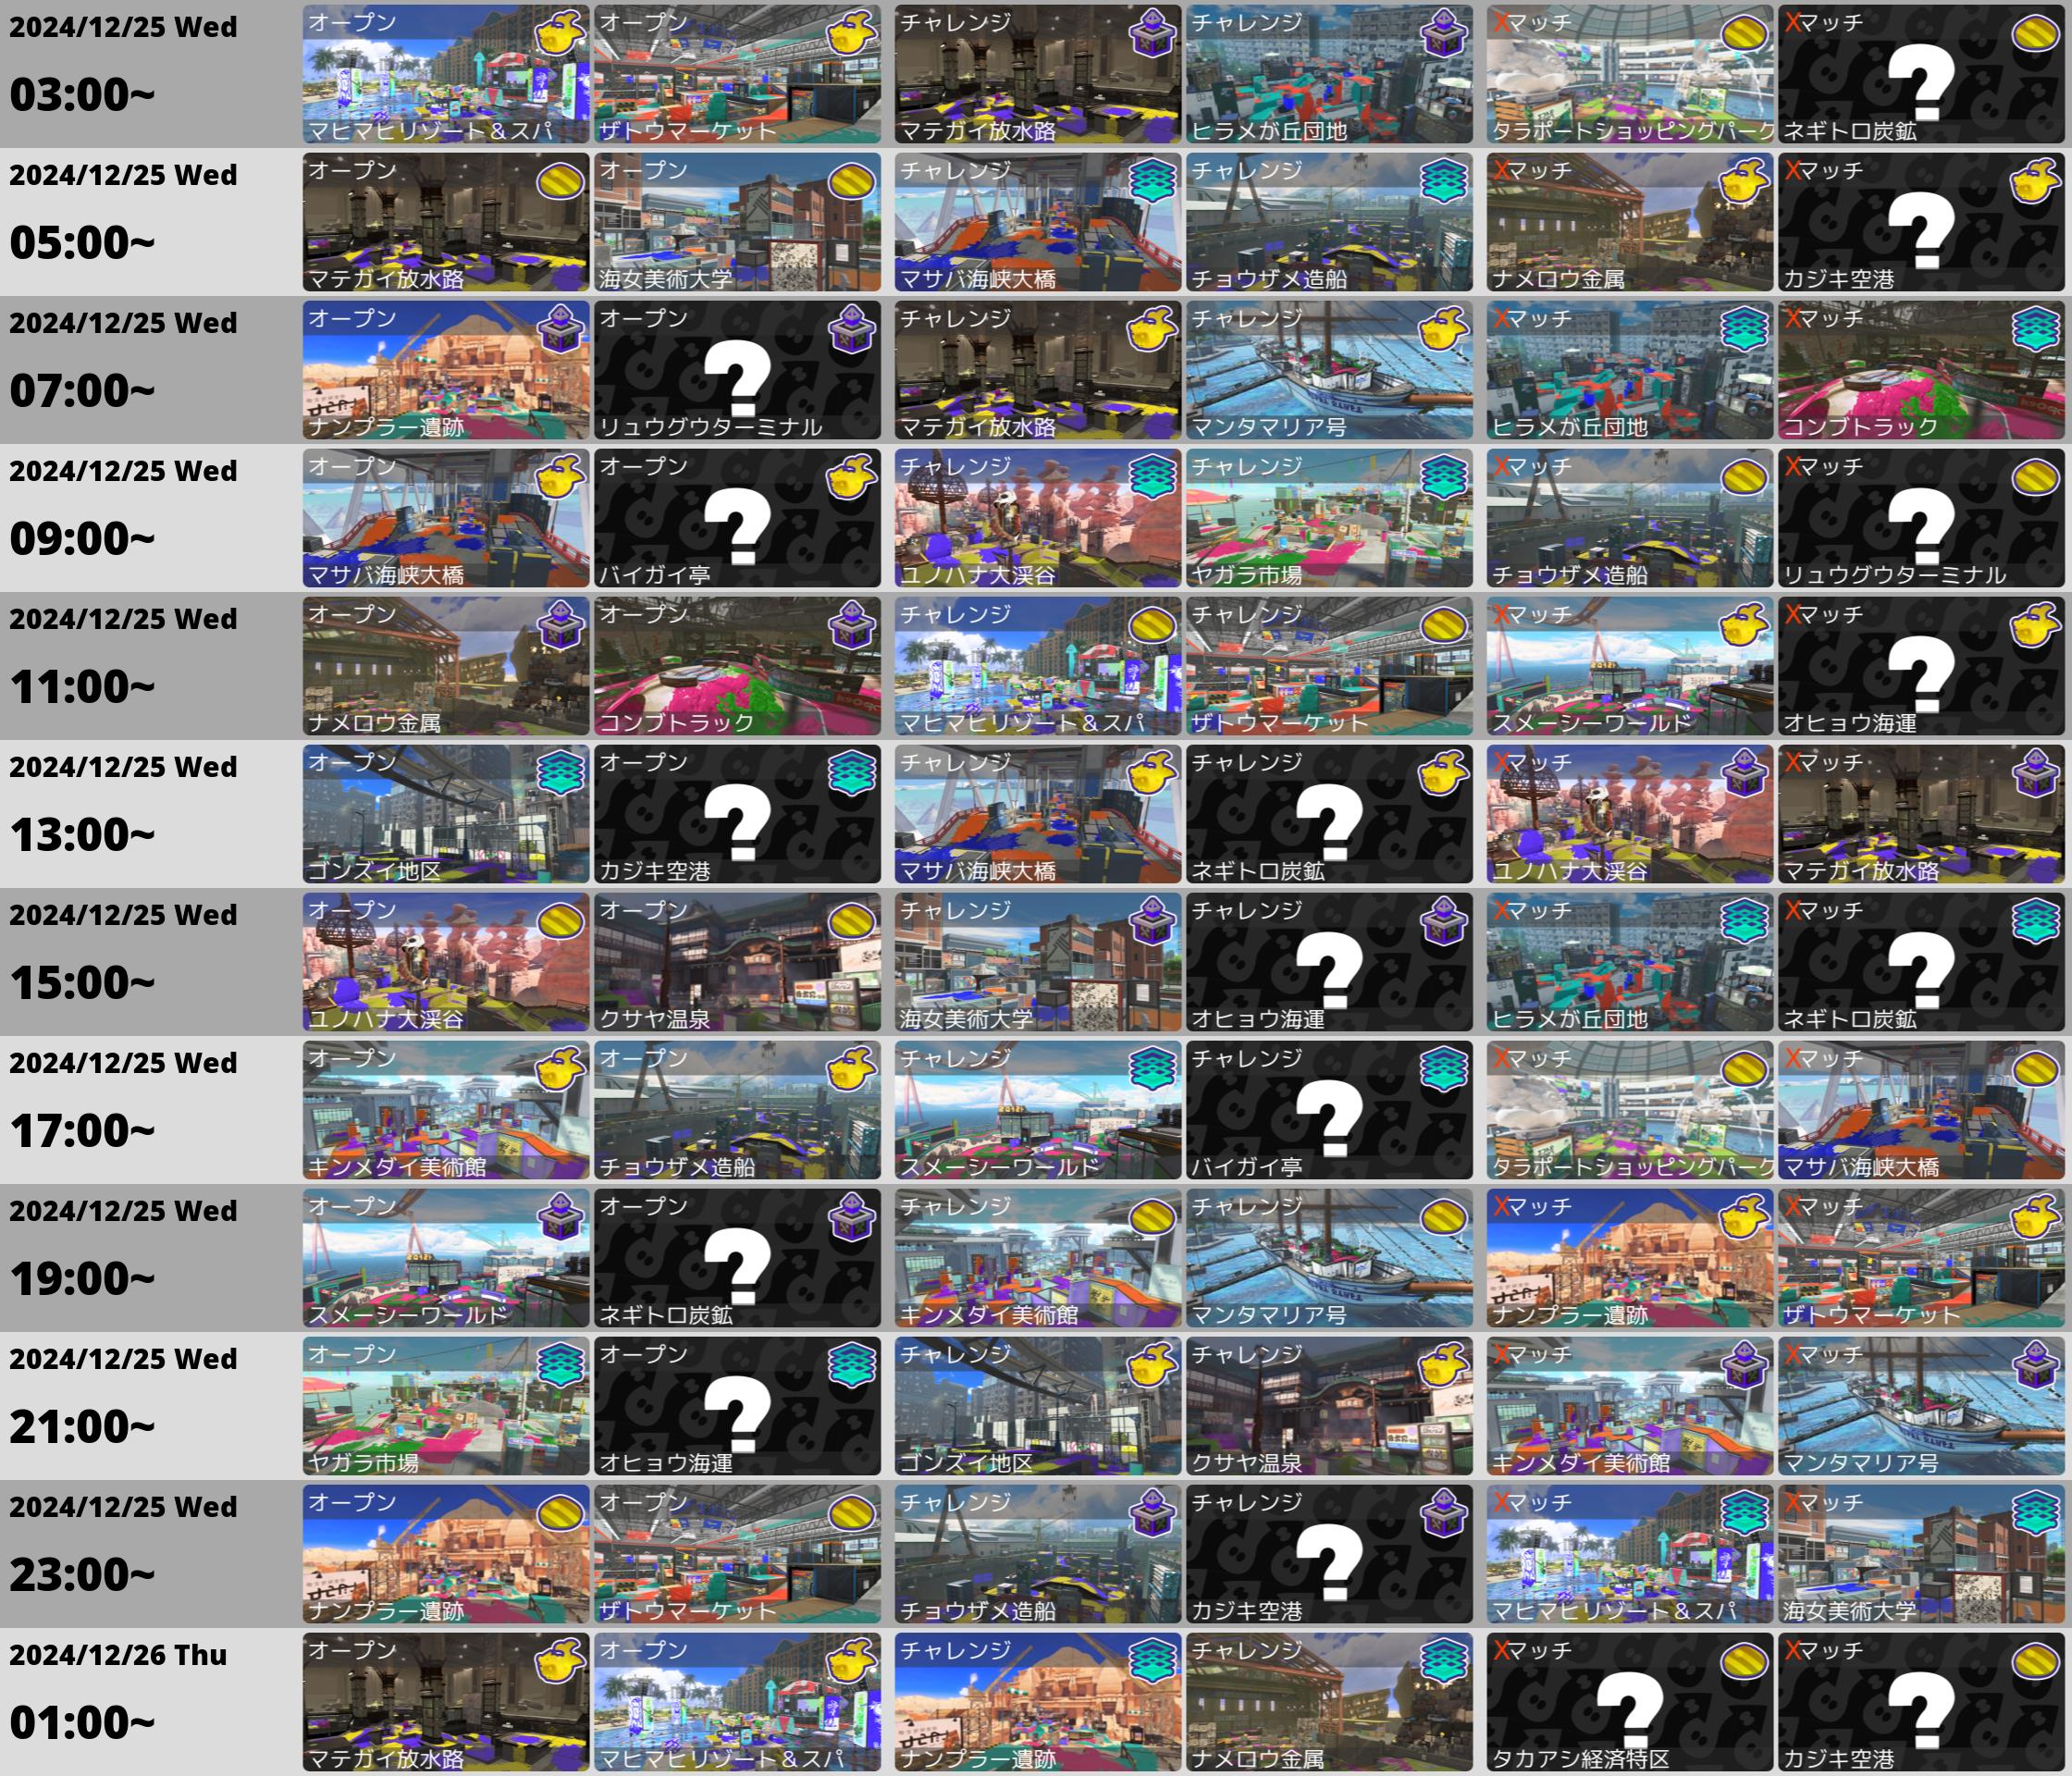 2024/12/25 Wed
03:00~
オープン
マヒマヒリゾート＆スパ
オープン
ザトウマーケット
チャレンジ
マテガイ放水路
チャレンジ
ヒラメが丘団地
Xマッチ
タラポートショッピングパーク
Xマッチ
ネギトロ炭鉱
2024/12/25 Wed
05:00~
オープン
マテガイ放水路
オープン
海女美術大学
チャレンジ
マサバ海峡大橋
チャレンジ
チョウザメ造船
Xマッチ
ナメロウ金属
Xマッチ
カジキ空港
2024/12/25 Wed
07:00~
オープン
ナンプラー遺跡
オープン
リュウグウターミナル
チャレンジ
マテガイ放水路
チャレンジ
マンタマリア号
Xマッチ
ヒラメが丘団地
Xマッチ
コンブトラック
2024/12/25 Wed
09:00~
オープン
マサバ海峡大橋
オープン
バイガイ亭
チャレンジ
ユノハナ大渓谷
チャレンジ
ヤガラ市場
Xマッチ
チョウザメ造船
Xマッチ
リュウグウターミナル
2024/12/25 Wed
11:00~
オープン
ナメロウ金属
オープン
コンブトラック
チャレンジ
マヒマヒリゾート＆スパ
チャレンジ
ザトウマーケット
Xマッチ
スメーシーワールド
Xマッチ
オヒョウ海運
2024/12/25 Wed
13:00~
オープン
ゴンズイ地区
オープン
カジキ空港
チャレンジ
マサバ海峡大橋
チャレンジ
ネギトロ炭鉱
Xマッチ
ユノハナ大渓谷
Xマッチ
マテガイ放水路
2024/12/25 Wed
15:00~
オープン
ユノハナ大渓谷
オープン
クサヤ温泉
チャレンジ
海女美術大学
チャレンジ
オヒョウ海運
Xマッチ
ヒラメが丘団地
Xマッチ
ネギトロ炭鉱
2024/12/25 Wed
17:00~
オープン
キンメダイ美術館
オープン
チョウザメ造船
チャレンジ
スメーシーワールド
チャレンジ
バイガイ亭
Xマッチ
タラポートショッピングパーク
Xマッチ
マサバ海峡大橋
2024/12/25 Wed
19:00~
オープン
スメーシーワールド
オープン
ネギトロ炭鉱
チャレンジ
キンメダイ美術館
チャレンジ
マンタマリア号
Xマッチ
ナンプラー遺跡
Xマッチ
ザトウマーケット
2024/12/25 Wed
21:00~
オープン
ヤガラ市場
オープン
オヒョウ海運
チャレンジ
ゴンズイ地区
チャレンジ
クサヤ温泉
Xマッチ
キンメダイ美術館
Xマッチ
マンタマリア号
2024/12/25 Wed
23:00~
オープン
ナンプラー遺跡
オープン
ザトウマーケット
チャレンジ
チョウザメ造船
チャレンジ
カジキ空港
Xマッチ
マヒマヒリゾート＆スパ
Xマッチ
海女美術大学
2024/12/26 Thu
01:00~
オープン
マテガイ放水路
オープン
マヒマヒリゾート＆スパ
チャレンジ
ナンプラー遺跡
チャレンジ
ナメロウ金属
Xマッチ
タカアシ経済特区
Xマッチ
カジキ空港